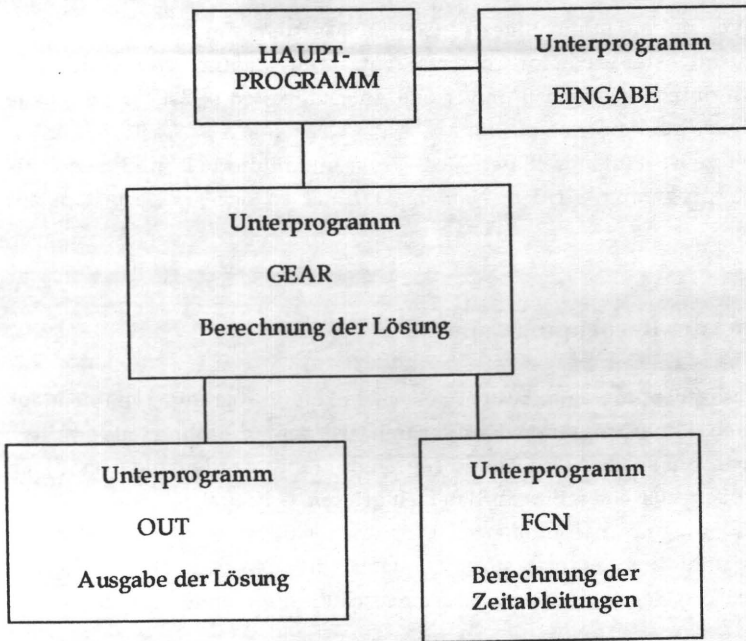 HAUPT-
PROGRAMM
Unterprogramm
EINGABE
Unterprogramm
GEAR
Berechnung der Lösung
Unterprogramm
OUT
Ausgabe der Lösung
Unterprogramm
FCN
Berechnung der
Zeitableitungen